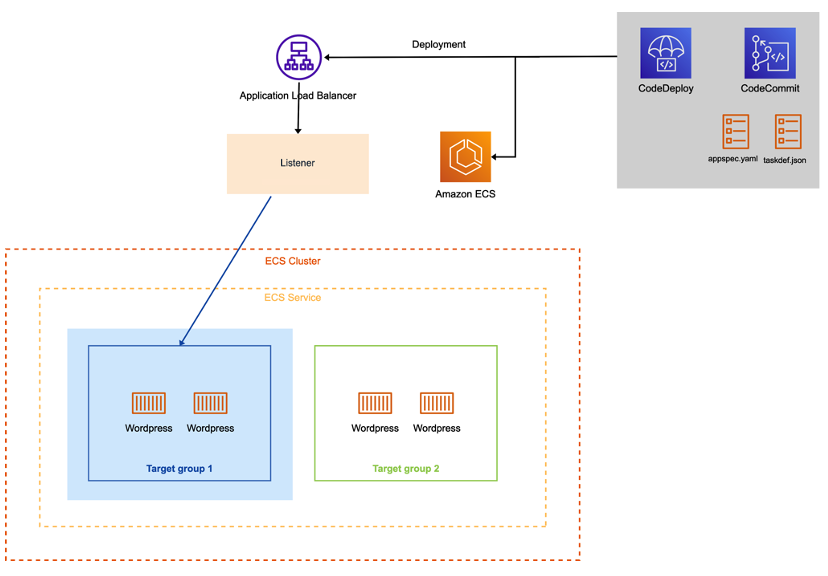 Deployment
CodeDeploy
CodeCommit
Application Load Balancer
appspec.yaml
taskdef.json
Listener
Amazon ECS
ECS Cluster
ECS Service
Wordpress
Wordpress
Wordpress
Wordpress
Target group 1
Target group 2